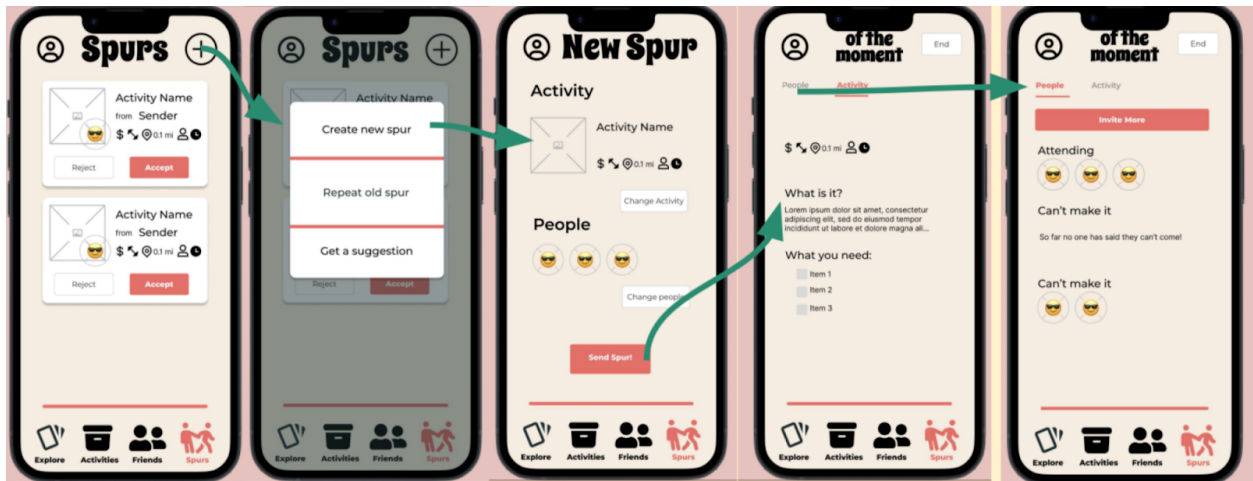 Spurs
Activity Name
from Sender
$ 0.1 mi
Reject Accept
Activity Name
from Sender
$ 0.1 mi
Reject Accept
Explore Activities Friends Spurs
Spurs
Activity Name
Create new spur
Repeat old spur
Get a suggestion
Reject Accept
Explore Activities Friends Spurs
New Spur
Activity
Activity Name
$ 0.1 mi
Change Activity
People
Change people
Send Spur!
Explore Activities Friends Spurs
of the
moment
End
People Activity
$ 0.1 mi
What is it?
Lorem ipsum dolor sit amet, consectetur
adipiscing elit, sed do eiusmod tempor
incididunt ut labore et dolore magna ali...
What you need:
Item 1
Item 2
Item 3
Explore Activities Friends Spurs
of the
moment
End
People Activity
Invite More
Attending
Can't make it
So far no one has said they can't come!
Can't make it
Explore Activities Friends Spurs